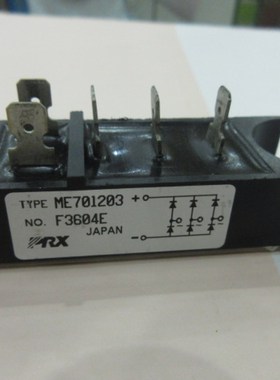 TYPE ME701203 +
NO. F3604E
PRX JAPAN -